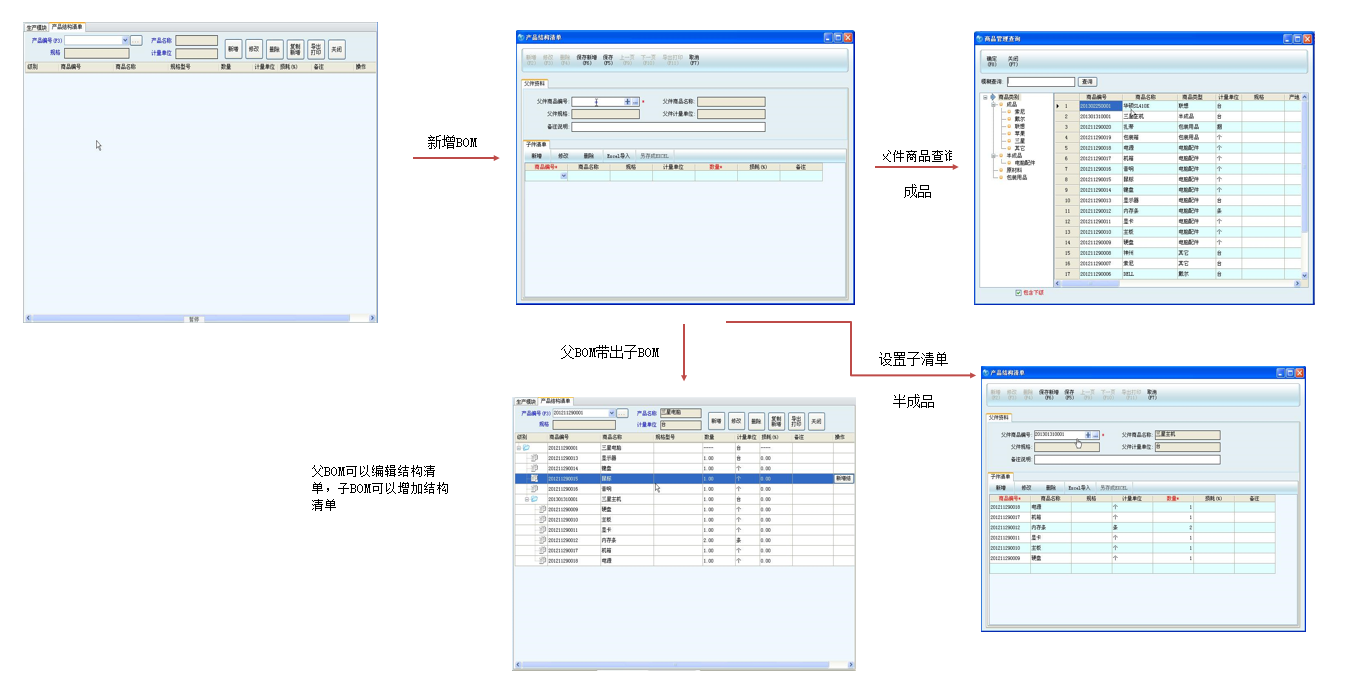 生产模块 产品结构清单
产品编号(F3) ... 产品名称
规格 计量单位
新增 修改 删除 复制新增 导出打印 关闭
级别 商品编号 商品名称 规格型号 数量 计量单位 损耗(%) 备注 操作
新增BOM
产品结构清单
新增 修改 删除 保存新增 保存 上一页 下一页 导出打印 取消
父件资料
父件商品编号: * 父件商品名称:
父件规格: 父件计量单位:
备注说明:
子件清单
新增 修改 删除 Excel导入 另存成EXCEL
商品编号* 商品名称 规格 计量单位 数量* 损耗(%) 备注
父件商品查询
成品
商品管理查询
确定 关闭
模糊查询: 查询
商品类别
成品
索尼
戴尔
联想
苹果
三星
其它
半成品
电脑配件
原材料
包装用品
商品编号 商品名称 商品类型 计量单位 规格 产地
1 201302250001 华硕SL410K 联想 台
2 201301310001 三星主机 半成品 台
3 201211290020 扎带 包装用品 捆
4 201211290019 包装箱 包装用品 个
5 201211290018 电源 电脑配件 个
6 201211290017 机箱 电脑配件 个
7 201211290016 音响 电脑配件 个
8 201211290015 鼠标 电脑配件 个
9 201211290014 键盘 电脑配件 个
10 201211290013 显示器 电脑配件 台
11 201211290012 内存条 电脑配件 条
12 201211290011 显卡 电脑配件 个
13 201211290010 主板 电脑配件 个
14 201211290009 硬盘 电脑配件 个
15 201211290008 神州 其它 台
16 201211290007 索尼 其它 台
17 201211290006 DELL 戴尔 台
包含下级
父BOM带出子BOM
设置子清单
半成品
生产模块 产品结构清单
产品编号(F3) 201211290001 ... 产品名称 三星电脑
规格 计量单位 台
新增 修改 删除 复制新增 导出打印 关闭
级别 商品编号 商品名称 规格型号 数量 计量单位 损耗(%) 备注 操作
201211290001 三星电脑 ---- 台 ----
201211290013 显示器 1.00 台 0.00
201211290014 键盘 1.00 个 0.00
201211290015 鼠标 1.00 个 0.00 新增结
201211290016 音响 1.00 个 0.00
201301310001 三星主机 1.00 台 0.00
201211290009 硬盘 1.00 个 0.00
201211290010 主板 1.00 个 0.00
201211290011 显卡 1.00 个 0.00
201211290012 内存条 2.00 条 0.00
201211290017 机箱 1.00 个 0.00
201211290018 电源 1.00 个 0.00
父BOM可以编辑结构清
单，子BOM可以增加结构
清单
产品结构清单
新增 修改 删除 保存新增 保存 上一页 下一页 导出打印 取消
父件资料
父件商品编号: 201301310001 * 父件商品名称: 三星主机
父件规格: 父件计量单位: 台
备注说明:
子件清单
新增 修改 删除 Excel导入 另存成EXCEL
商品编号* 商品名称 规格 计量单位 数量* 损耗(%) 备注
201211290018 电源 个 1
201211290017 机箱 个 1
201211290012 内存条 条 2
201211290011 显卡 个 1
201211290010 主板 个 1
201211290009 硬盘 个 1